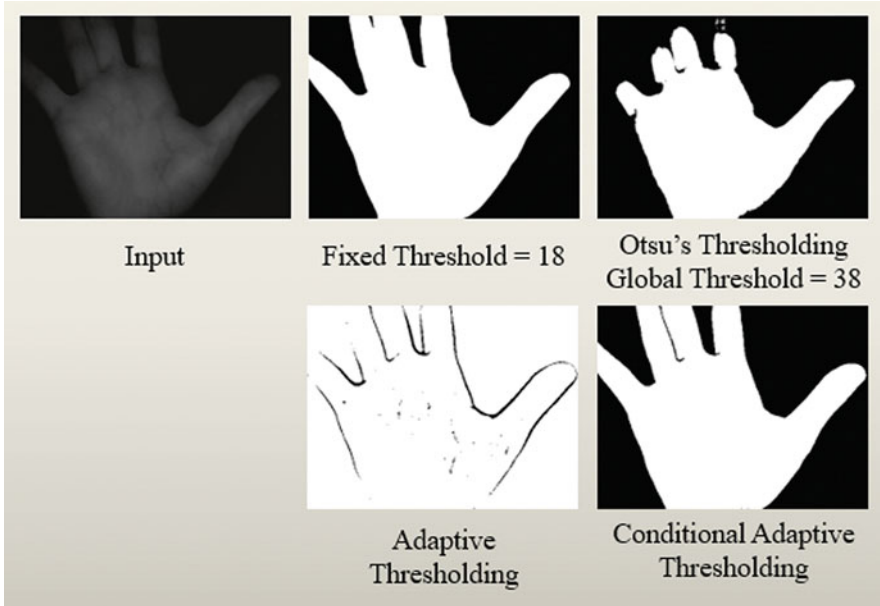 Input
Fixed Threshold = 18
Otsu's Thresholding
Global Threshold = 38
Adaptive
Thresholding
Conditional Adaptive
Thresholding